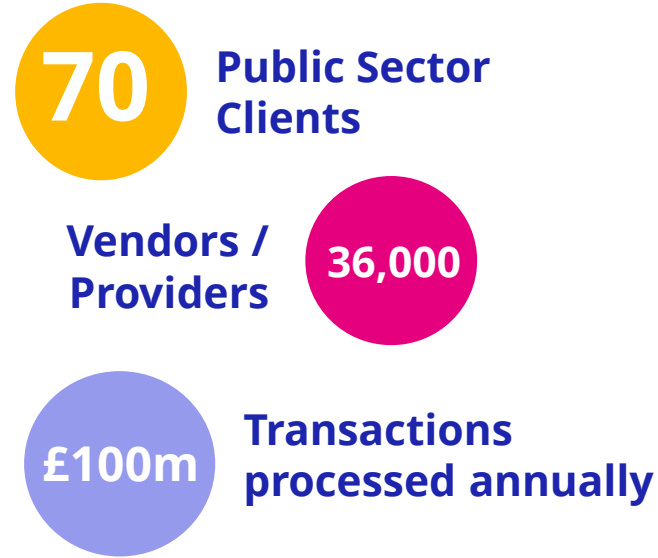 70
Public Sector
Clients
Vendors /
Providers
36,000
£100m
Transactions
processed annually